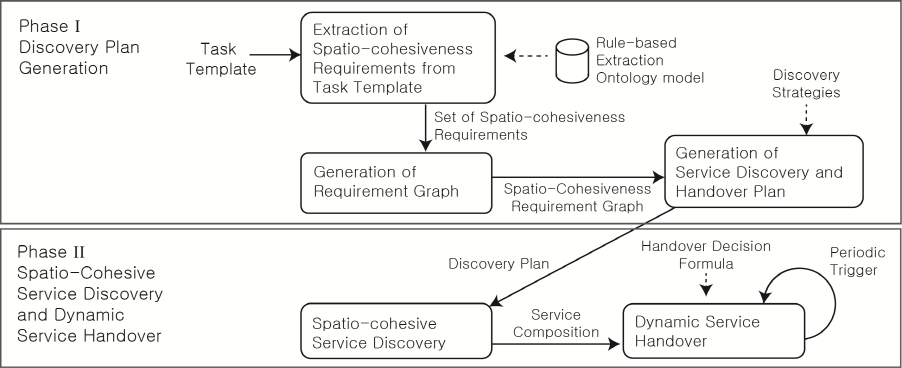 Phase I
Discovery Plan
Generation
Task
Template
Extraction of
Spatio-cohesiveness
Requirements from
Task Template
Rule-based
Extraction
Ontology model
Discovery
Strategies
Set of Spatio-cohesiveness
Requirements
Generation of
Requirement Graph
Spatio-Cohesiveness
Requirement Graph
Generation of
Service Discovery and
Handover Plan
Phase II
Spatio-Cohesive
Service Discovery
and Dynamic
Service Handover
Discovery Plan
Handover Decision
Formula
Periodic
Trigger
Spatio-cohesive
Service Discovery
Service
Composition
Dynamic Service
Handover